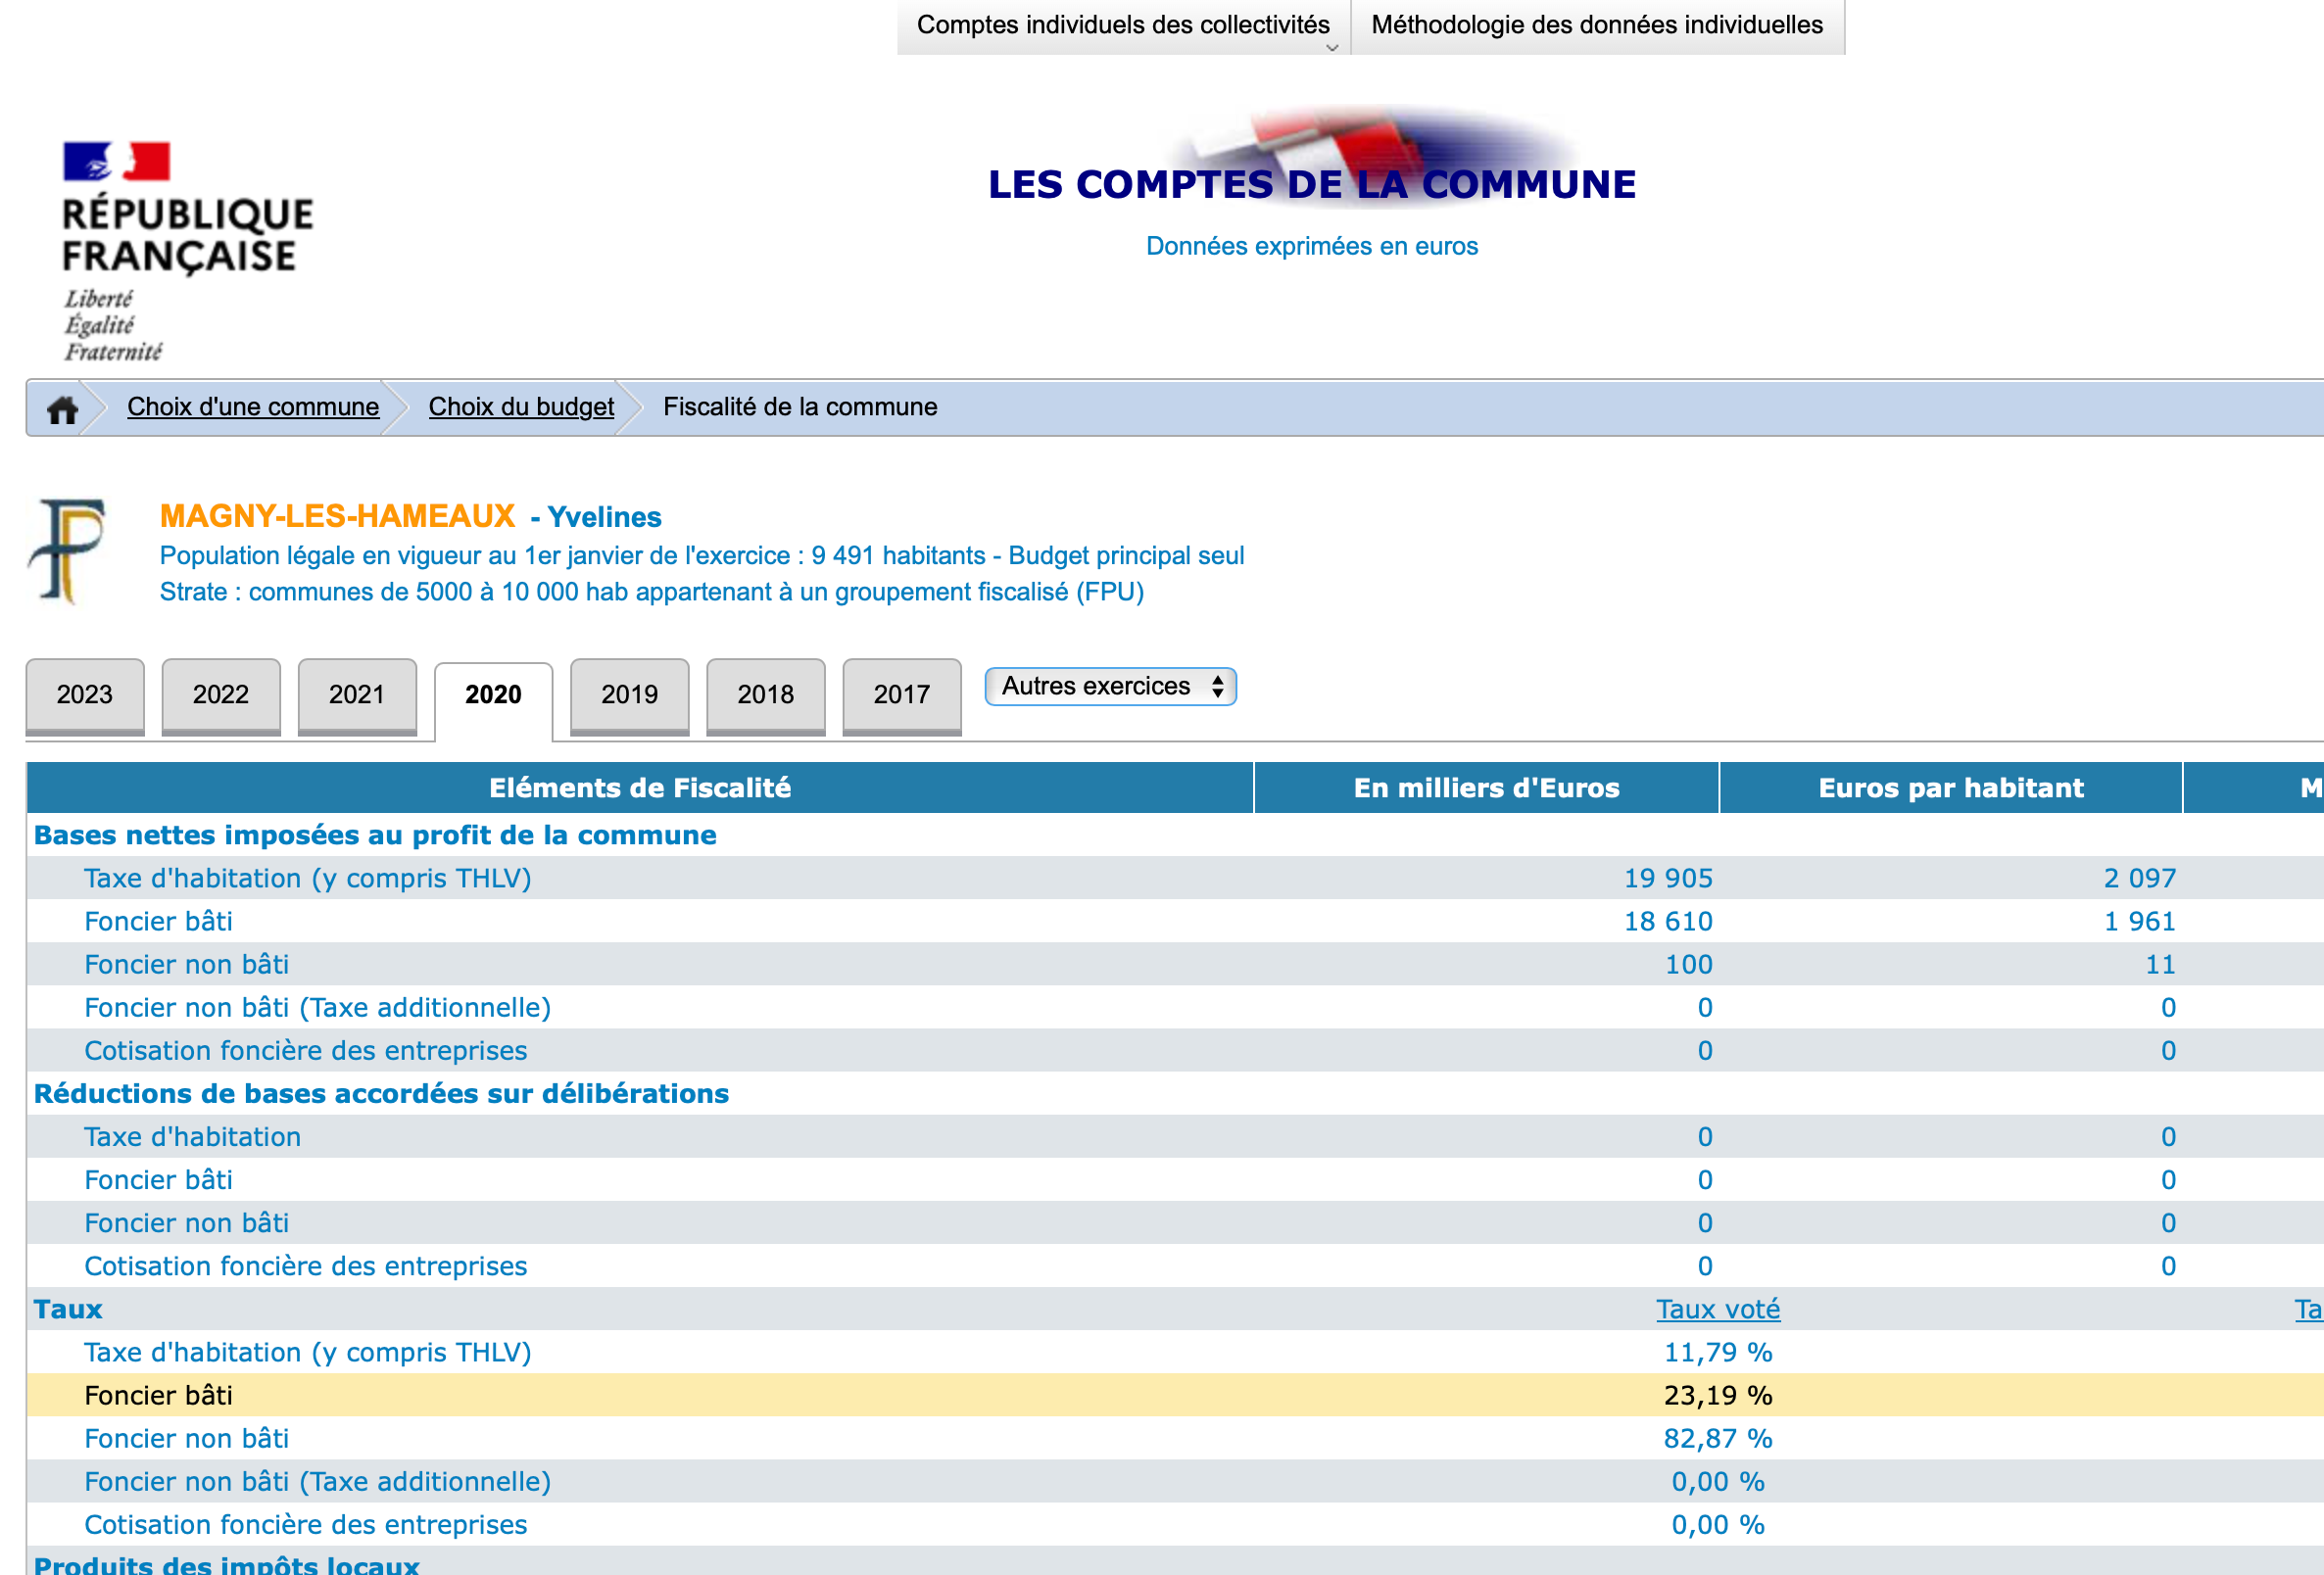 Comptes individuels des collectivités Méthodologie des données individuelles
RÉPUBLIQUE
FRANÇAISE
Liberté
Égalité
Fraternité
LES COMPTES DE LA COMMUNE
Données exprimées en euros
Choix d'une commune Choix du budget Fiscalité de la commune
MAGNY-LES-HAMEAUX - Yvelines
Population légale en vigueur au 1er janvier de l'exercice : 9 491 habitants - Budget principal seul
Strate : communes de 5000 à 10 000 hab appartenant à un groupement fiscalisé (FPU)
2023 2022 2021 2020 2019 2018 2017 Autres exercices
Eléments de Fiscalité En milliers d'Euros Euros par habitant M
Bases nettes imposées au profit de la commune
Taxe d'habitation (y compris THLV) 19 905 2 097
Foncier bâti 18 610 1 961
Foncier non bâti 100 11
Foncier non bâti (Taxe additionnelle) 0 0
Cotisation foncière des entreprises 0 0
Réductions de bases accordées sur délibérations
Taxe d'habitation 0 0
Foncier bâti 0 0
Foncier non bâti 0 0
Cotisation foncière des entreprises 0 0
Taux Taux voté Ta
Taxe d'habitation (y compris THLV) 11,79 %
Foncier bâti 23,19 %
Foncier non bâti 82,87 %
Foncier non bâti (Taxe additionnelle) 0,00 %
Cotisation foncière des entreprises 0,00 %
Produits des impôts locaux